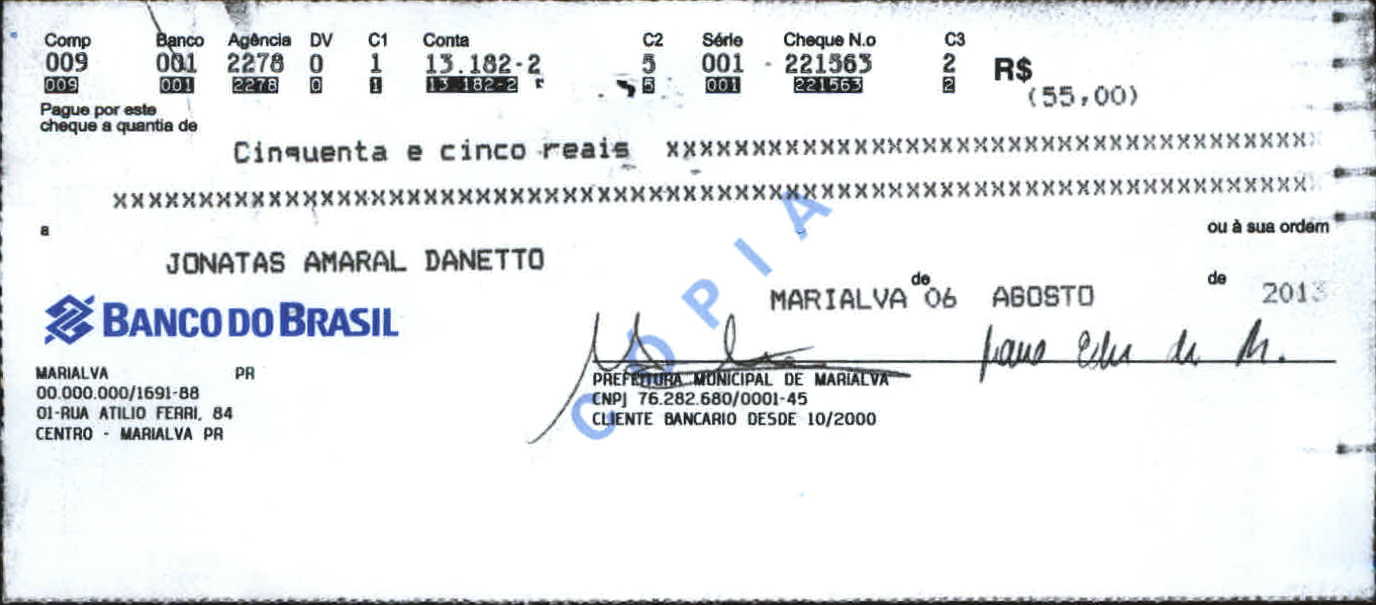 Comp Banco Agência DV C1 Conta C2 Série Cheque N.o C3
009 001 2278 0 1 13.182-2 5 001 221563 2 R$
009 001 2278 0 1 13.182-2 5 001 221563 2
(55,00)
Pague por este
cheque a quantia de
Cinquenta e cinco reais xxxxxxxxxxxxxxxxxxxxxxxxxxxxxxxxxxxxxx
xxxxxxxxxxxxxxxxxxxxxxxxxxxxxxxxxxxxxxxxxxxxxxxxxxxxxxxxxxxxxxxxxxxxxx
a ou à sua ordem
JONATAS AMARAL DANETTO
COPIA
MARIALVA de 06 AGOSTO de 2013
BANCO DO BRASIL
MARIALVA PR
00.000.000/1691-88
01-RUA ATILIO FERRI, 84
CENTRO - MARIALVA PR
PREFEITURA MUNICIPAL DE MARIALVA
CNPJ 76.282.680/0001-45
CLIENTE BANCARIO DESDE 10/2000